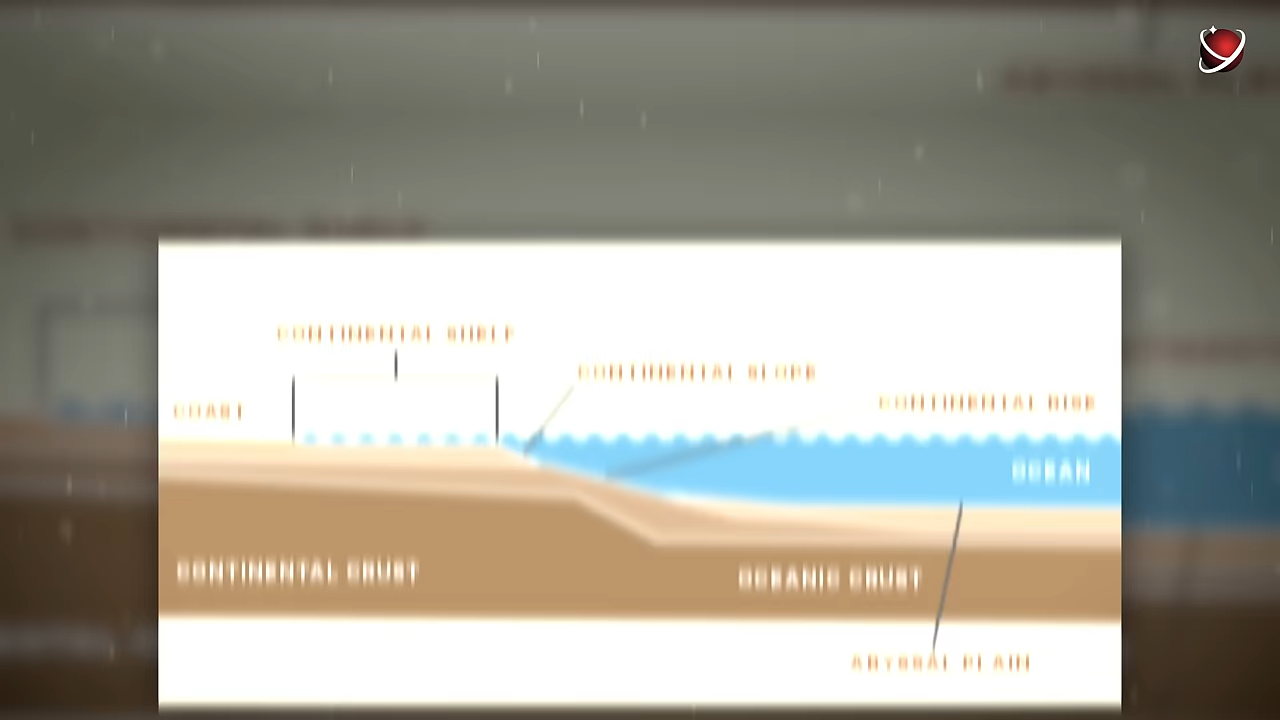 CONTINENTAL SHELF
CONTINENTAL SLOPE
CONTINENTAL RISE
COAST
OCEAN
CONTINENTAL CRUST
OCEANIC CRUST
ABYSSAL PLAIN